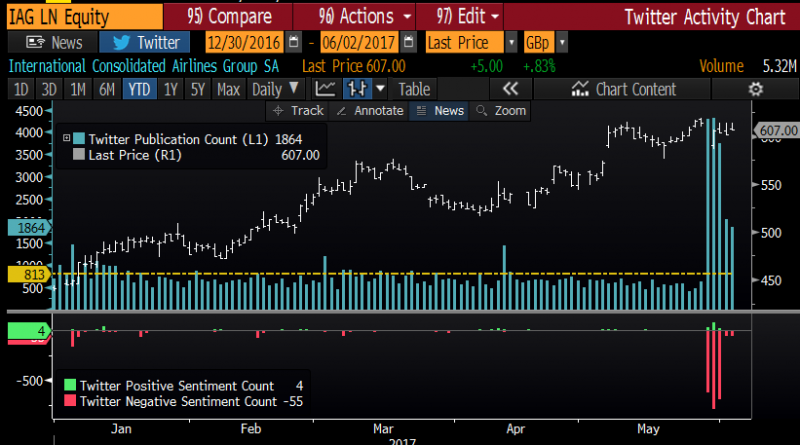 IAG LN Equity 95) Compare 96) Actions 97) Edit Twitter Activity Chart
News Twitter 12/30/2016 - 06/02/2017 Last Price GBp
International Consolidated Airlines Group SA Last Price 607.00 +5.00 +.83% Volume 5.32M
1D 3D 1M 6M YTD 1Y 5Y Max Daily Table Chart Content
Track Annotate News Zoom
Twitter Publication Count (L1) 1864
Last Price (R1) 607.00
4500
4000
3500
3000
2500
1864
1500
1000
813
500
607.00
550
500
450
4
-500
Twitter Positive Sentiment Count 4
Twitter Negative Sentiment Count -55
Jan Feb Mar Apr May
2017